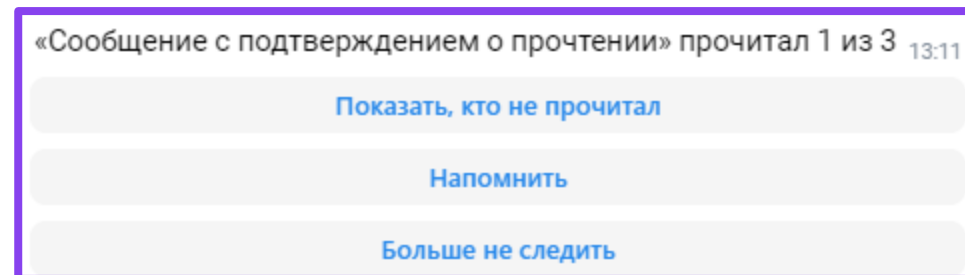 «Сообщение с подтверждением о прочтении» прочитал 1 из 3 13:11
Показать, кто не прочитал
Напомнить
Больше не следить